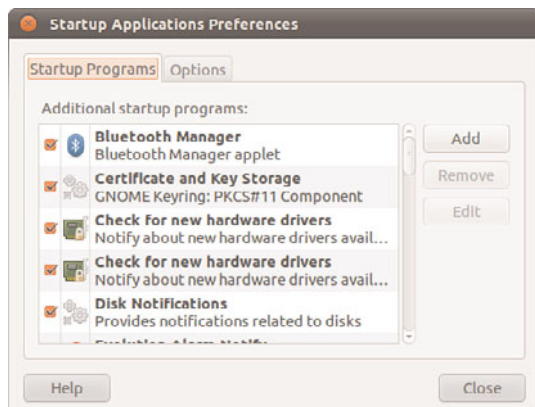 Startup Applications Preferences
Startup Programs
Options
Additional startup programs:
Bluetooth Manager
Bluetooth Manager applet
Certificate and Key Storage
GNOME Keyring: PKCS#11 Component
Check for new hardware drivers
Notify about new hardware drivers avail...
Check for new hardware drivers
Notify about new hardware drivers avail...
Disk Notifications
Provides notifications related to disks
Add
Remove
Edit
Help
Close